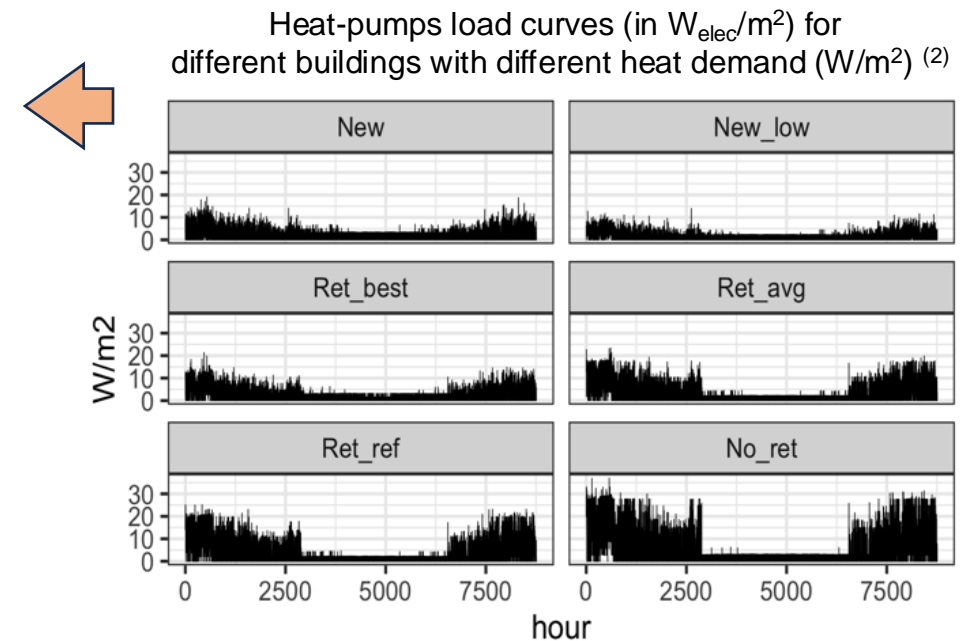 Heat-pumps load curves (in Welec/m²) for
different buildings with different heat demand (W/m²) (2)
New
New_low
30
20
10
0
Ret_best
Ret_avg
30
20
10
0
W/m2
Ret_ref
No_ret
30
20
10
0
0 2500 5000 7500 0 2500 5000 7500
hour